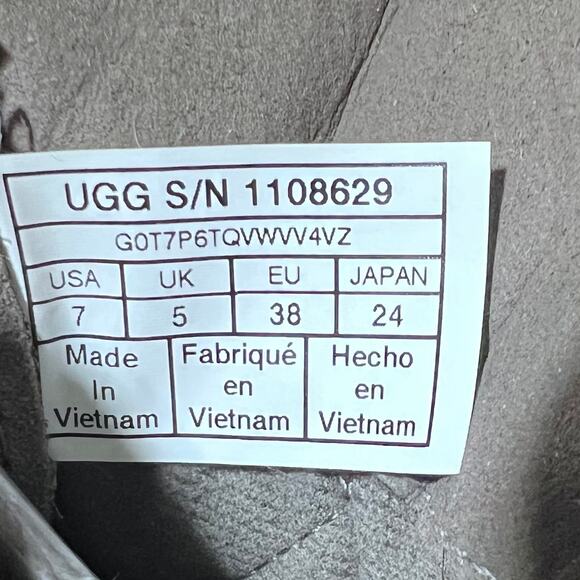 UGG S/N 1108629
G0T7P6TQVWVV4VZ
USA UK EU JAPAN
7 5 38 24
Made In Vietnam
Fabriqué en Vietnam
Hecho en Vietnam